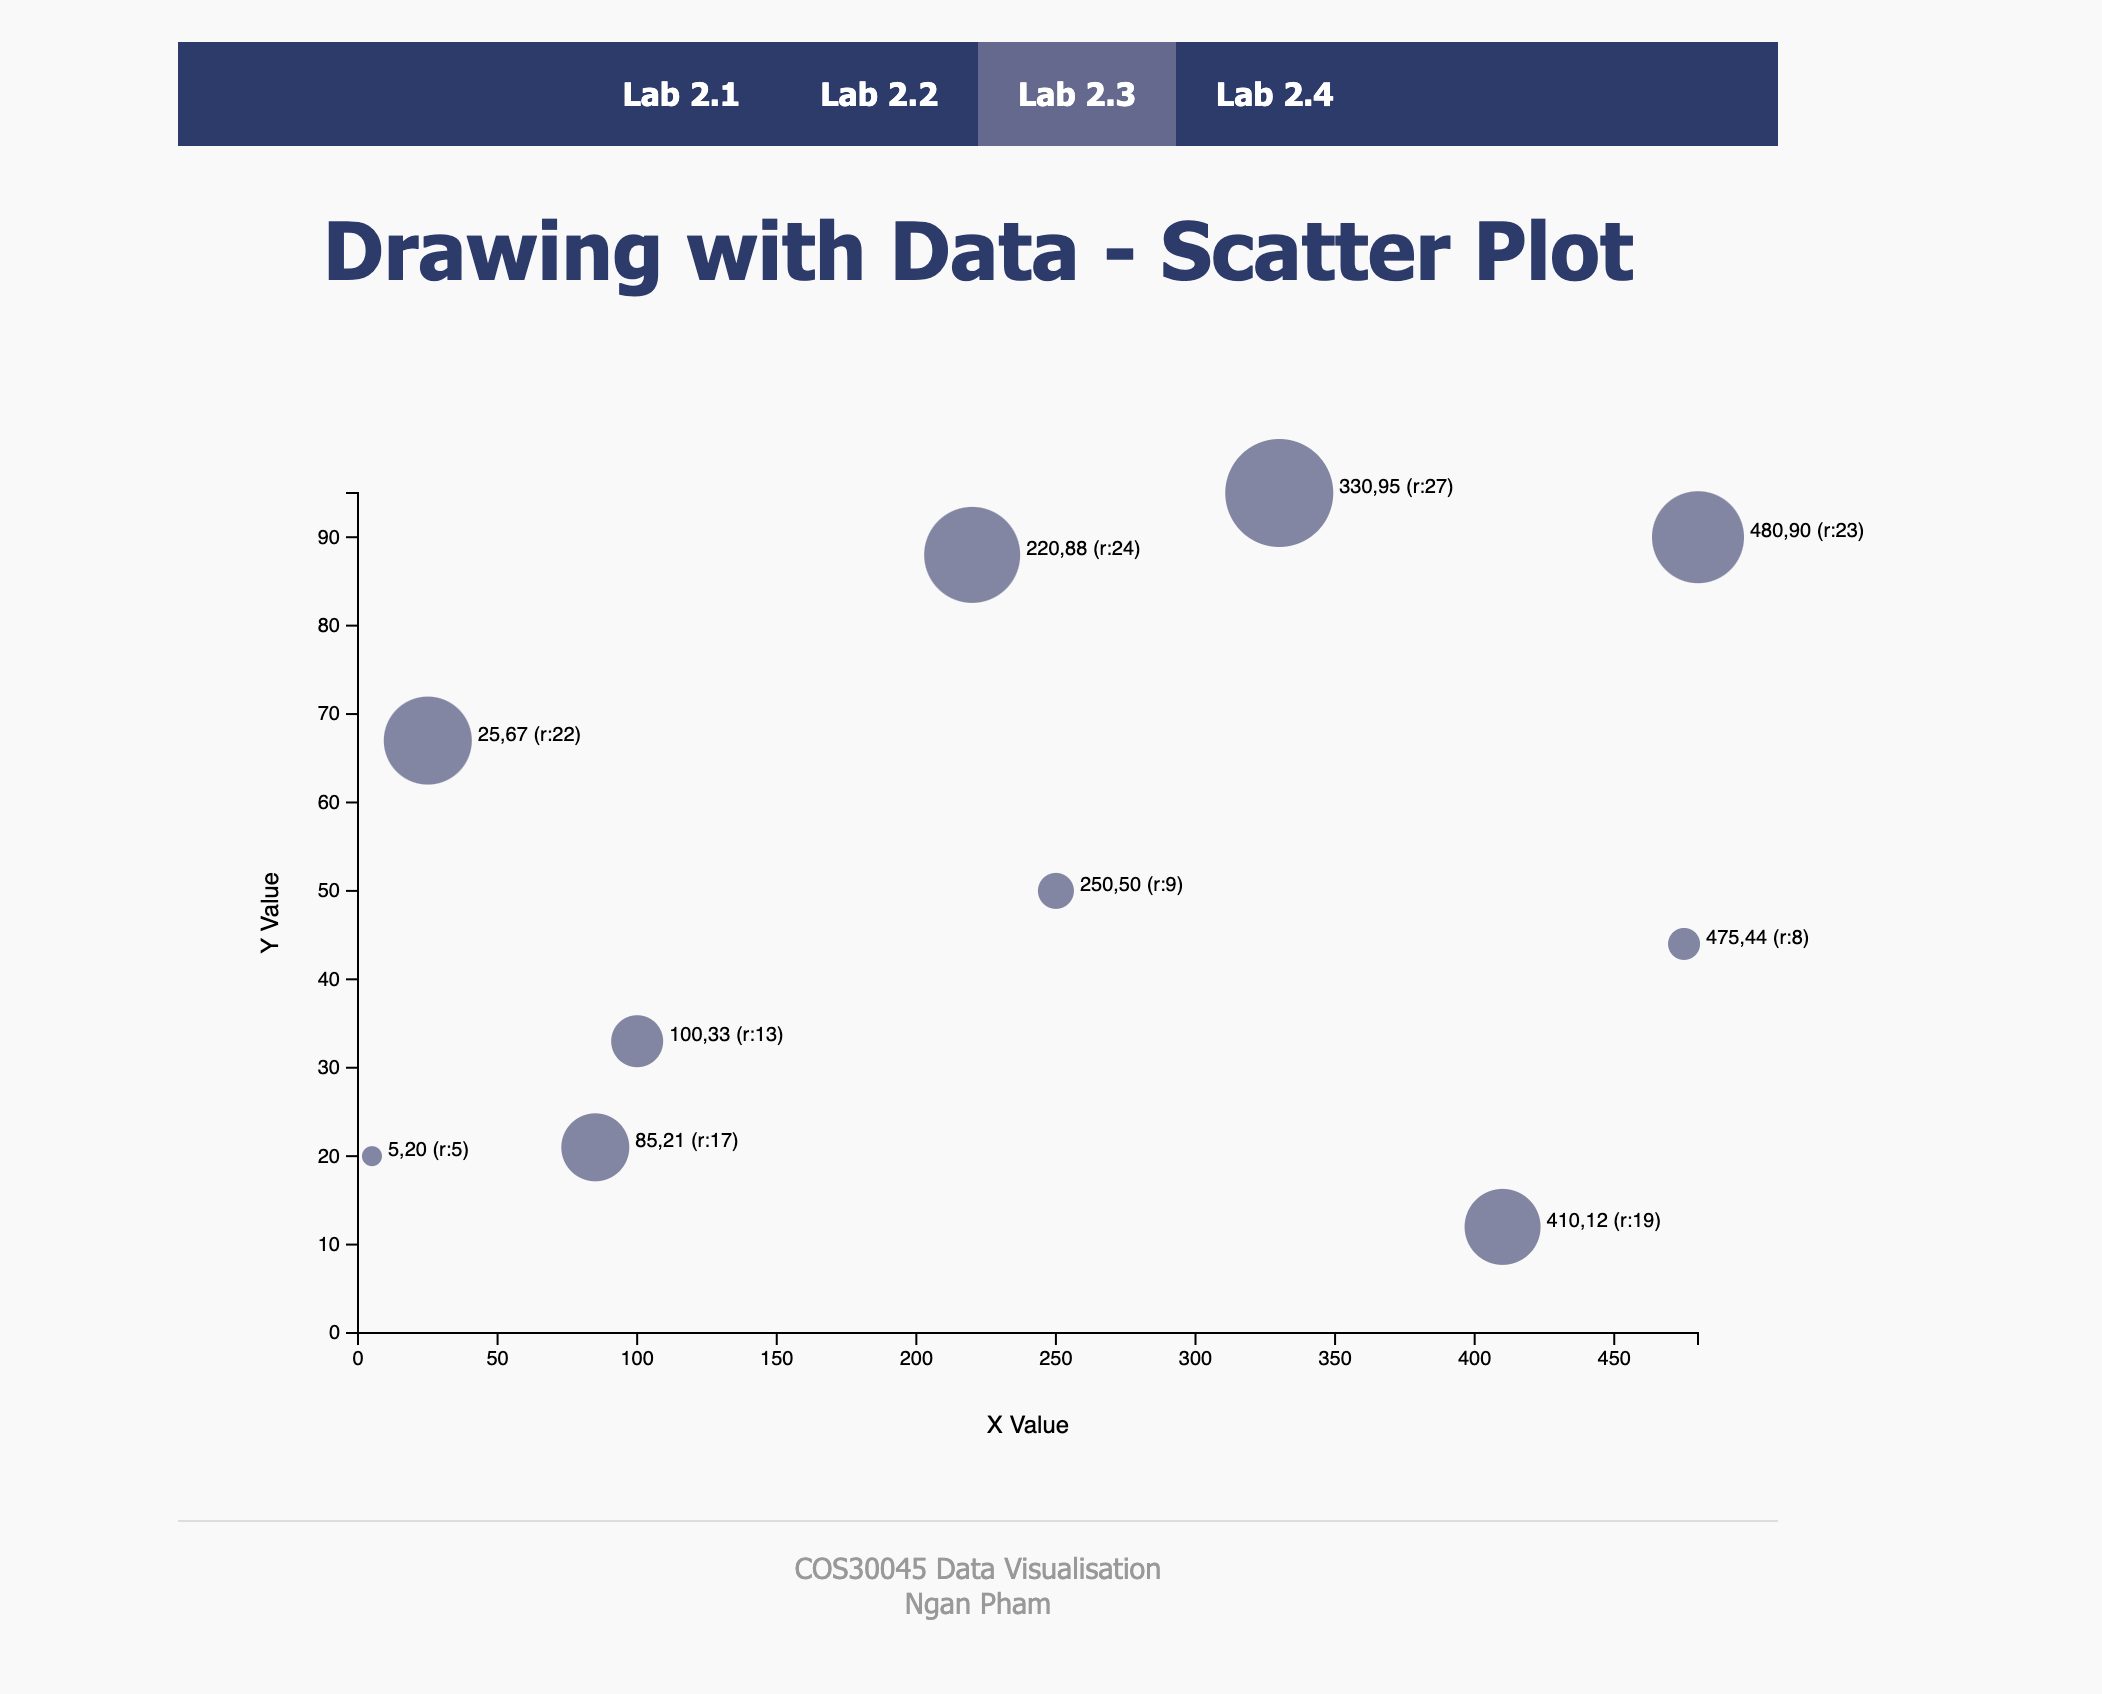 Lab 2.1 Lab 2.2 Lab 2.3 Lab 2.4
Drawing with Data - Scatter Plot
330,95 (r:27)
480,90 (r:23)
220,88 (r:24)
25,67 (r:22)
250,50 (r:9)
475,44 (r:8)
100,33 (r:13)
85,21 (r:17)
5,20 (r:5)
410,12 (r:19)
90
80
70
60
50
40
30
20
10
0
Y Value
0 50 100 150 200 250 300 350 400 450
X Value
COS30045 Data Visualisation
Ngan Pham